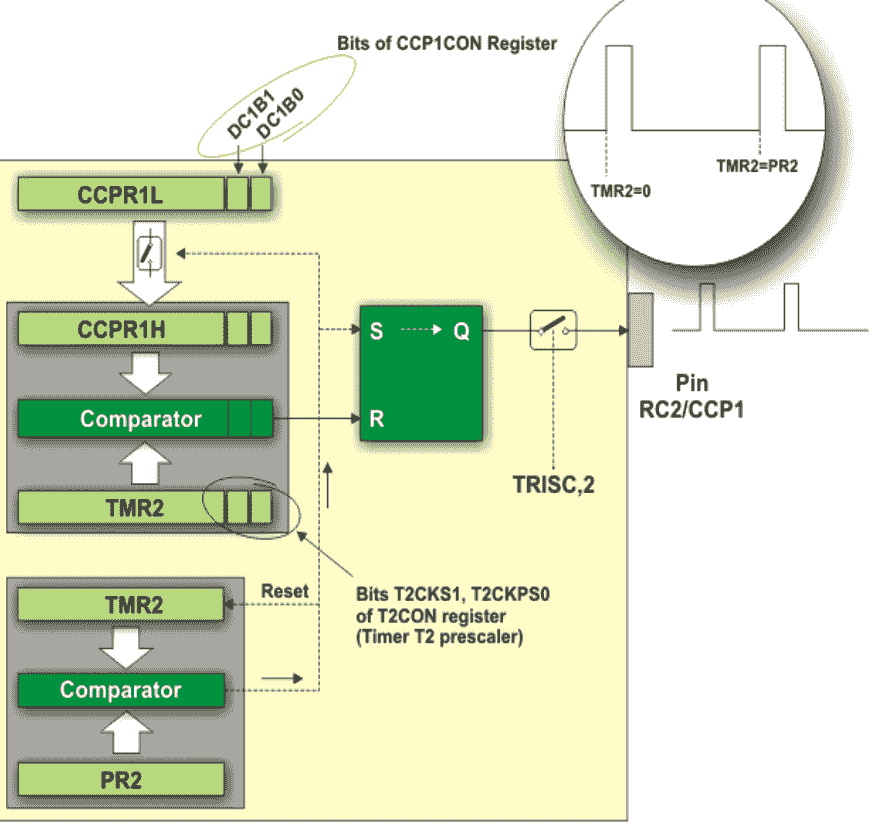 Bits of CCP1CON Register
DC1B1
DC1B0
TMR2=0
TMR2=PR2
CCPR1L
CCPR1H
Comparator
TMR2
S
Q
R
Pin
RC2/CCP1
TRISC,2
Bits T2CKS1, T2CKPS0
of T2CON register
(Timer T2 prescaler)
Reset
TMR2
Comparator
PR2